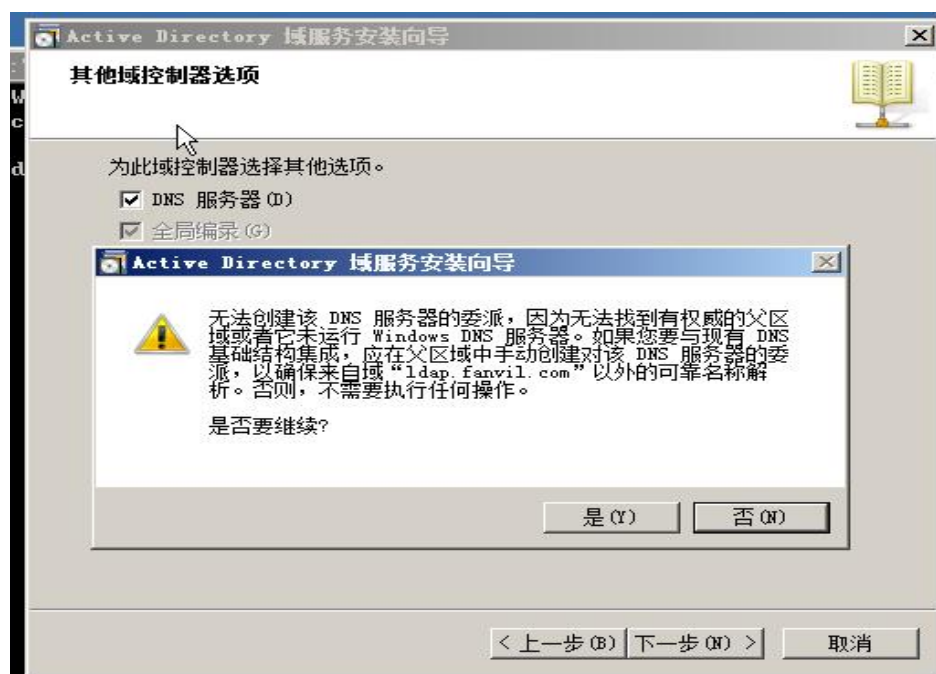 Active Directory 域服务安装向导
其他域控制器选项
为此域控制器选择其他选项。
DNS 服务器(D)
全局编录(G)
Active Directory 域服务安装向导
无法创建该 DNS 服务器的委派，因为无法找到有权威的父区
域或者它未运行 Windows DNS 服务器。如果您要与现有 DNS
基础结构集成，应在父区域中手动创建对该 DNS 服务器的委
派，以确保来自域“ldap.fanvil.com”以外的可靠名称解
析。否则，不需要执行任何操作。
是否要继续?
是(Y) 否(N)
< 上一步(B) 下一步(N) > 取消